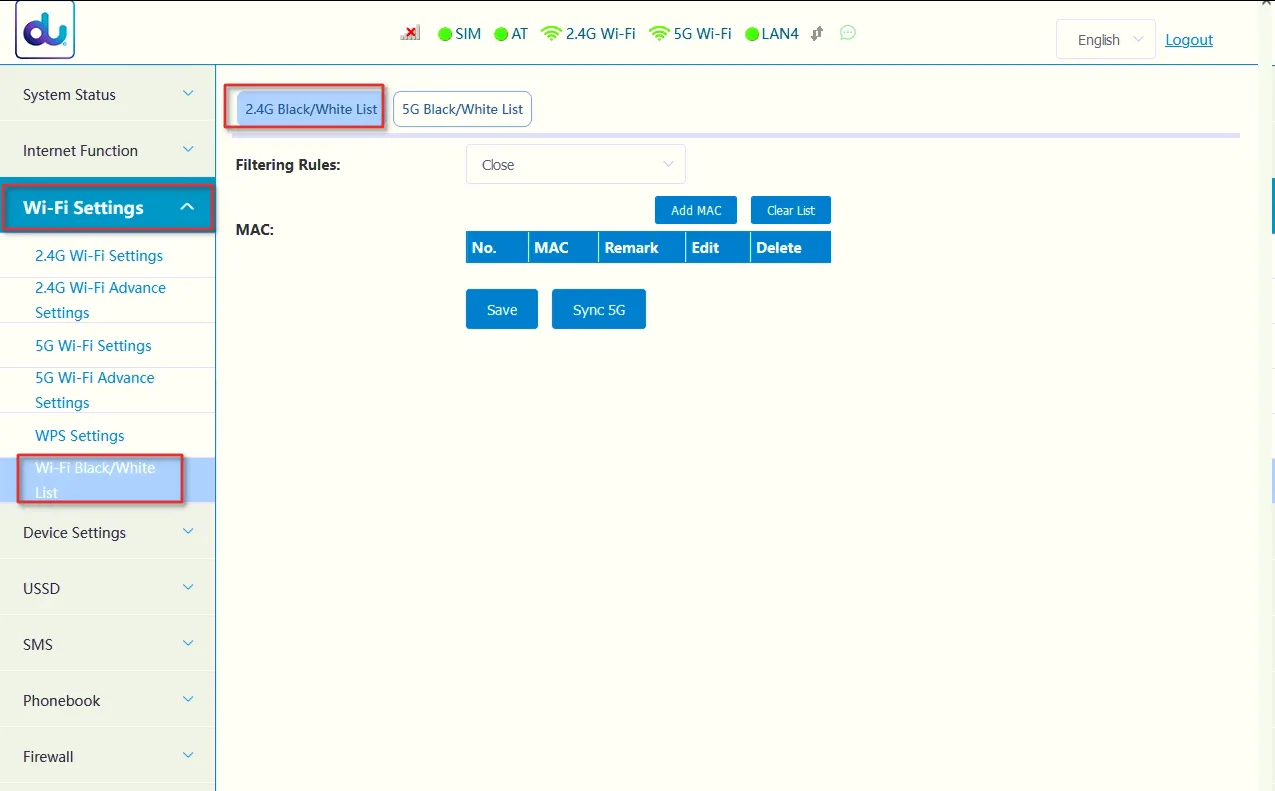 du
SIM AT 2.4G Wi-Fi 5G Wi-Fi LAN4
English Logout
System Status
Internet Function
Wi-Fi Settings
2.4G Wi-Fi Settings
2.4G Wi-Fi Advance
Settings
5G Wi-Fi Settings
5G Wi-Fi Advance
Settings
WPS Settings
Wi-Fi Black/White
List
Device Settings
USSD
SMS
Phonebook
Firewall
2.4G Black/White List 5G Black/White List
Filtering Rules: Close
Add MAC Clear List
MAC:
No. MAC Remark Edit Delete
Save Sync 5G